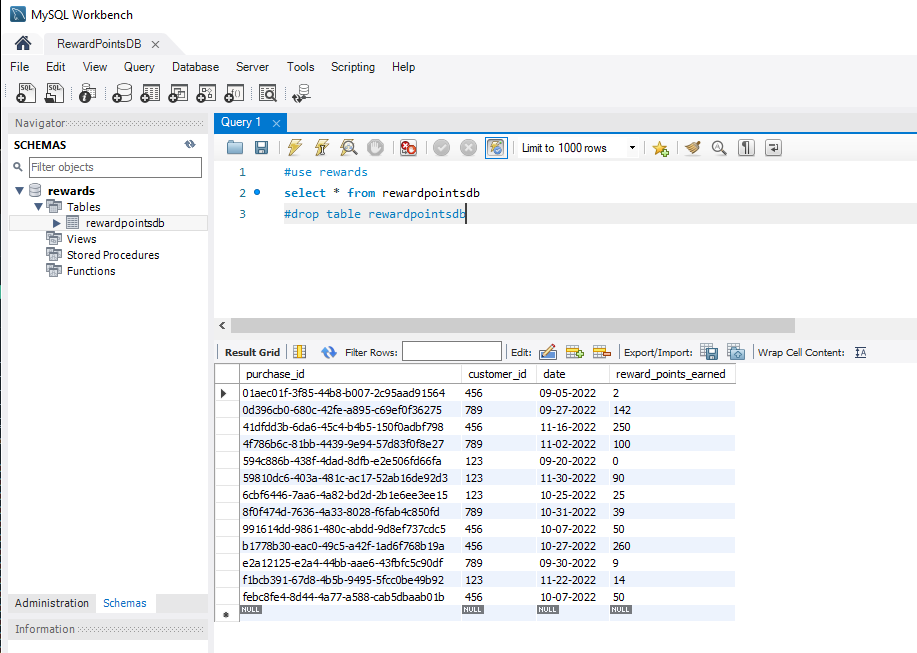 MySQL Workbench
RewardPointsDB
File Edit View Query Database Server Tools Scripting Help
Navigator
SCHEMAS
Filter objects
rewards
Tables
rewardpointsdb
Views
Stored Procedures
Functions
Administration Schemas
Information
Query 1
Limit to 1000 rows
1 #use rewards
2 select * from rewardpointsdb
3 #drop table rewardpointsdb
Result Grid Filter Rows: Edit: Export/Import: Wrap Cell Content:
purchase_id customer_id date reward_points_earned
01aec01f-3f85-44b8-b007-2c95aad91564 456 09-05-2022 2
0d396cb0-680c-42fe-a895-c69ef0f36275 789 09-27-2022 142
41dfdd3b-6da6-45c4-b4b5-150f0adbf798 456 11-16-2022 250
4f786b6c-81bb-4439-9e94-57d83f0f8e27 789 11-02-2022 100
594c886b-438f-4dad-8dfb-e2e506fd66fa 123 09-20-2022 0
59810dc6-403a-481c-ac17-52ab16de92d3 123 11-30-2022 90
6cbf6446-7aa6-4a82-bd2d-2b1e6ee3ee15 123 10-25-2022 25
8f0f474d-7636-4a33-8028-f6fab4c850fd 789 10-31-2022 39
991614dd-9861-480c-abdd-9d8ef737cdc5 456 10-07-2022 50
b1778b30-eac0-49c5-a42f-1ad6f768b19a 456 10-27-2022 260
e2a12125-e2a4-44bb-aae6-43fbfc5c90df 789 09-30-2022 9
f1bcb391-67d8-4b5b-9495-5fcc0be49b92 123 11-22-2022 14
febc8fe4-8d44-4a77-a588-cab5dbaab01b 456 10-07-2022 50
NULL NULL NULL NULL